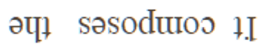 It composes the